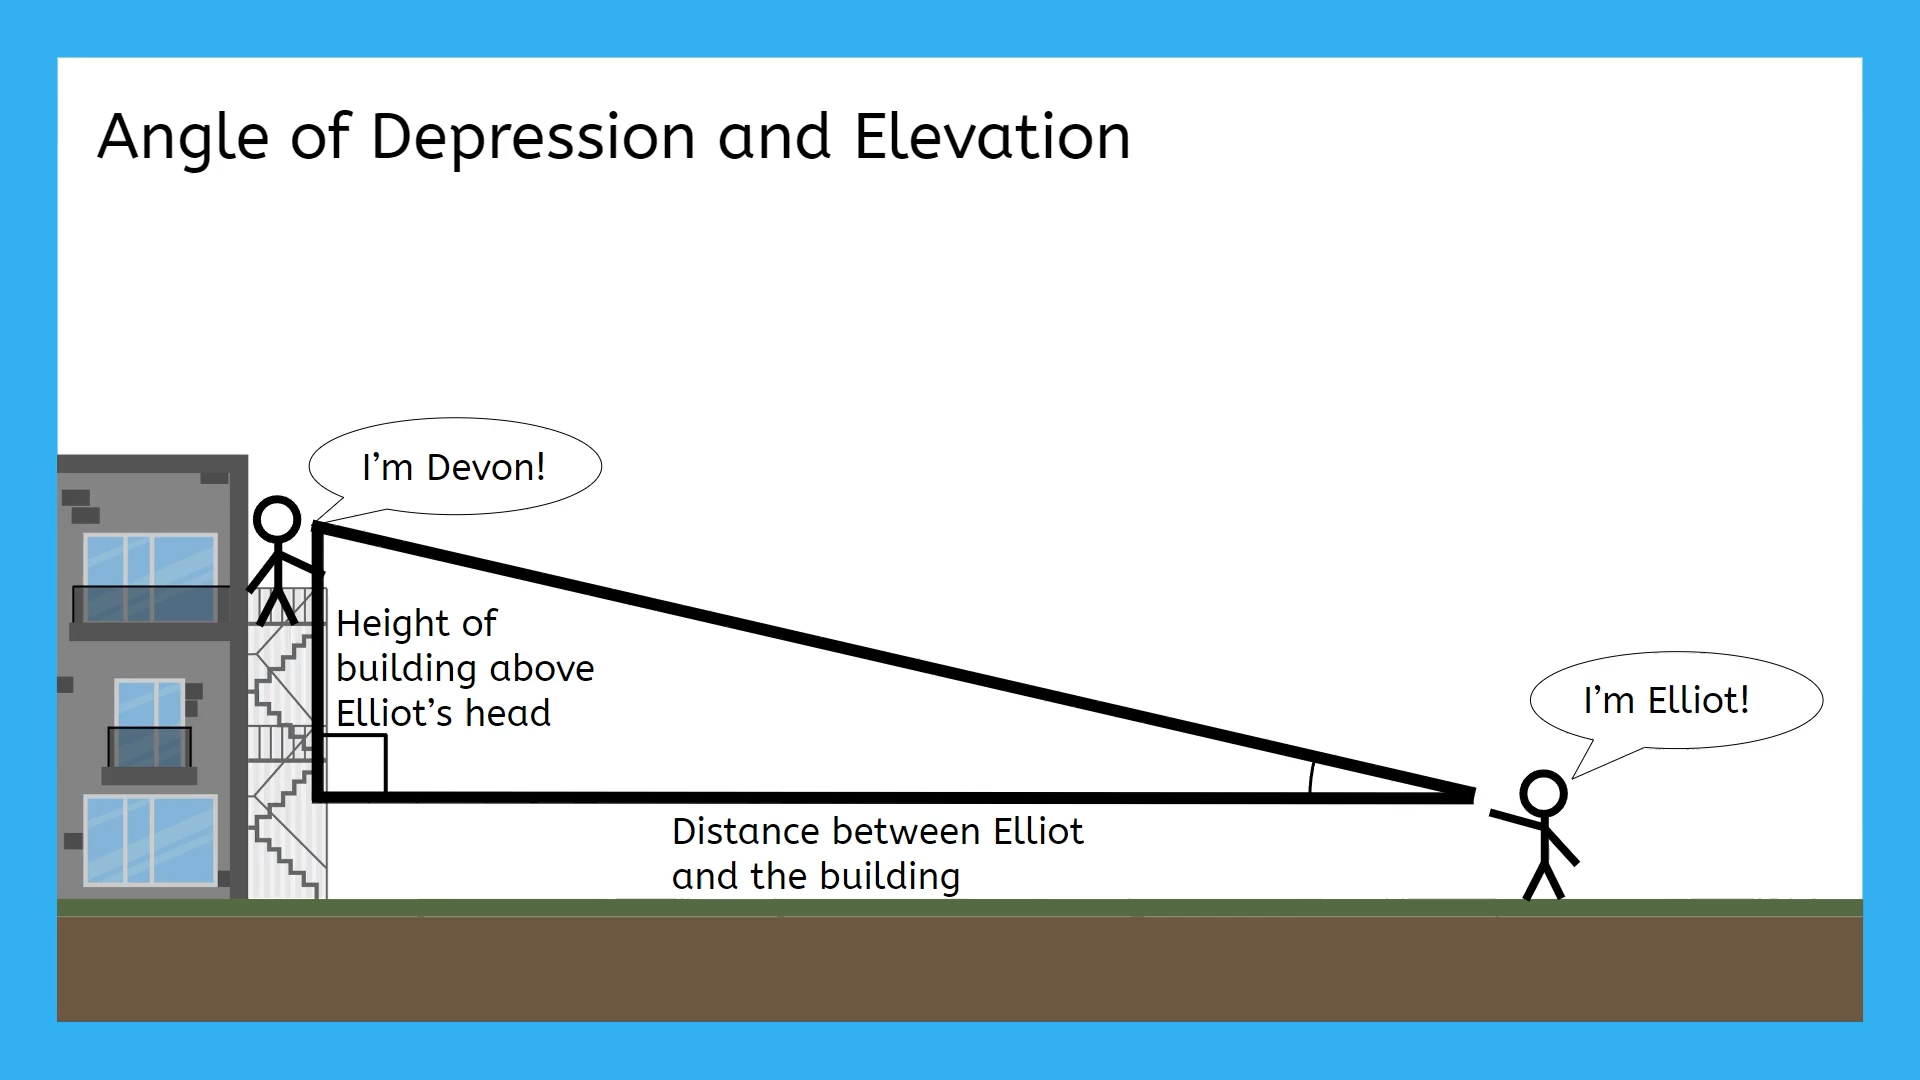 Angle of Depression and Elevation
I’m Devon!
Height of
building above
Elliot’s head
I’m Elliot!
Distance between Elliot
and the building